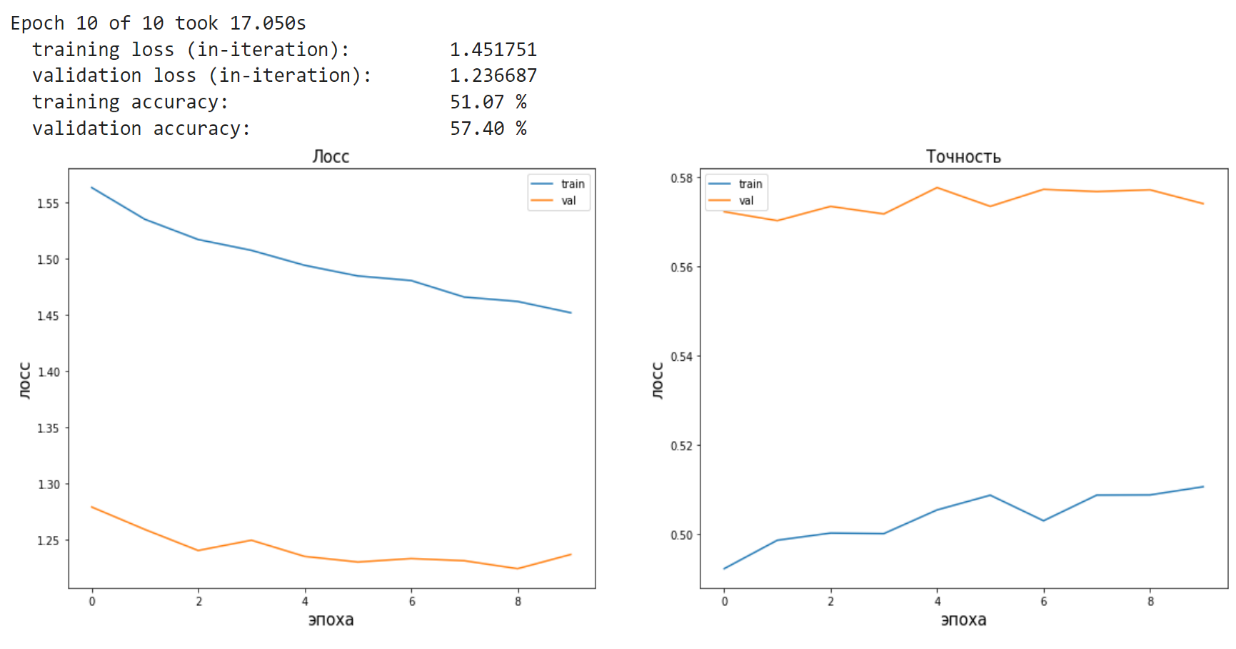 Epoch 10 of 10 took 17.050s
training loss (in-iteration): 1.451751
validation loss (in-iteration): 1.236687
training accuracy: 51.07 %
validation accuracy: 57.40 %
Лосс
train
val
1.55
1.50
1.45
1.40
1.35
1.30
1.25
лосс
0 2 4 6 8
эпоха
Точность
train
val
0.58
0.56
0.54
0.52
0.50
лосс
0 2 4 6 8
эпоха